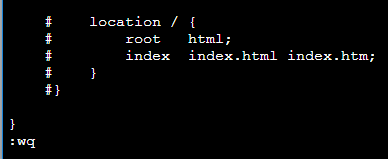 #    location / {
#        root   html;
#        index  index.html index.htm;
#    }
#}
}
:wq